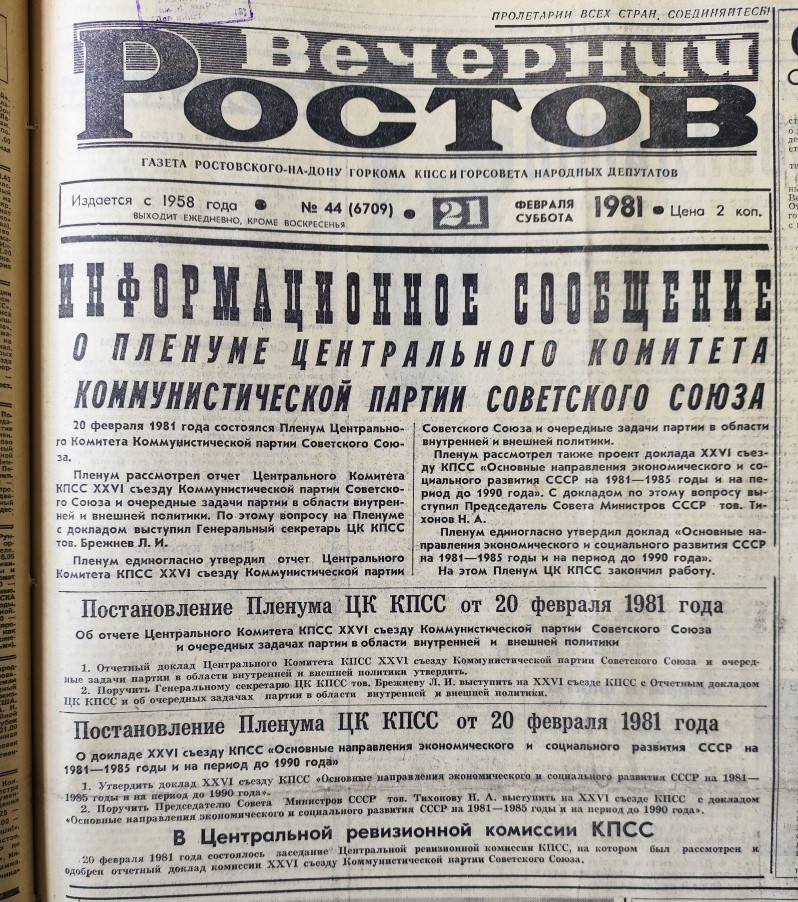 ПРОЛЕТАРИИ ВСЕХ СТРАН, СОЕДИНЯЙТЕСЬ!
Вечерний
Ростов
ГАЗЕТА РОСТОВСКОГО-НА-ДОНУ ГОРКОМА КПСС И ГОРСОВЕТА НАРОДНЫХ ДЕПУТАТОВ
Издается с 1958 года • № 44 (6709) • 21 ФЕВРАЛЯ СУББОТА 1981 • Цена 2 коп.
ВЫХОДИТ ЕЖЕДНЕВНО, КРОМЕ ВОСКРЕСЕНЬЯ
ИНФОРМАЦИОННОЕ СООБЩЕНИЕ
О ПЛЕНУМЕ ЦЕНТРАЛЬНОГО КОМИТЕТА
КОММУНИСТИЧЕСКОЙ ПАРТИИ СОВЕТСКОГО СОЮЗА
20 февраля 1981 года состоялся Пленум Центрально-
го Комитета Коммунистической партии Советского Сою-
за.
Пленум рассмотрел отчет Центрального Комитета
КПСС XXVI съезду Коммунистической партии Советско-
го Союза и очередные задачи партии в области внутрен-
ней и внешней политики. По этому вопросу на Пленуме
с докладом выступил Генеральный секретарь ЦК КПСС
тов. Брежнев Л. И.
Пленум единогласно утвердил отчет Центрального
Комитета КПСС XXVI съезду Коммунистической партии
Советского Союза и очередные задачи партии в области
внутренней и внешней политики.
Пленум рассмотрел также проект доклада XXVI съез-
ду КПСС «Основные направления экономического и со-
циального развития СССР на 1981—1985 годы и на пе-
риод до 1990 года». С докладом по этому вопросу вы-
ступил Председатель Совета Министров СССР тов. Ти-
хонов Н. А.
Пленум единогласно утвердил доклад «Основные на-
правления экономического и социального развития СССР
на 1981—1985 годы и на период до 1990 года».
На этом Пленум ЦК КПСС закончил работу.
Постановление Пленума ЦК КПСС от 20 февраля 1981 года
Об отчете Центрального Комитета КПСС XXVI съезду Коммунистической партии Советского Союза
и очередных задачах партии в области внутренней и внешней политики
1. Отчетный доклад Центрального Комитета КПСС XXVI съезду Коммунистической партии Советского Союза и очеред-
ные задачи партии в области внутренней и внешней политики утвердить.
2. Поручить Генеральному секретарю ЦК КПСС тов. Брежневу Л. И. выступить на XXVI съезде КПСС с Отчетным докладом
ЦК КПСС и об очередных задачах партии в области внутренней и внешней политики.
Постановление Пленума ЦК КПСС от 20 февраля 1981 года
О докладе XXVI съезду КПСС «Основные направления экономического и социального развития СССР на
1981—1985 годы и на период до 1990 года»
1. Утвердить доклад XXVI съезду КПСС «Основные направления экономического и социального развития СССР на 1981—
1985 годы и на период до 1990 года».
2. Поручить Председателю Совета Министров СССР тов. Тихонову Н. А. выступить на XXVI съезде КПСС с докладом
«Основные направления экономического и социального развития СССР на 1981—1985 годы и на период до 1990 года».
В Центральной ревизионной комиссии КПСС
20 февраля 1981 года состоялось заседание Центральной ревизионной комиссии КПСС, на котором был рассмотрен и
одобрен отчетный доклад комиссии XXVI съезду Коммунистической партии Советского Союза.